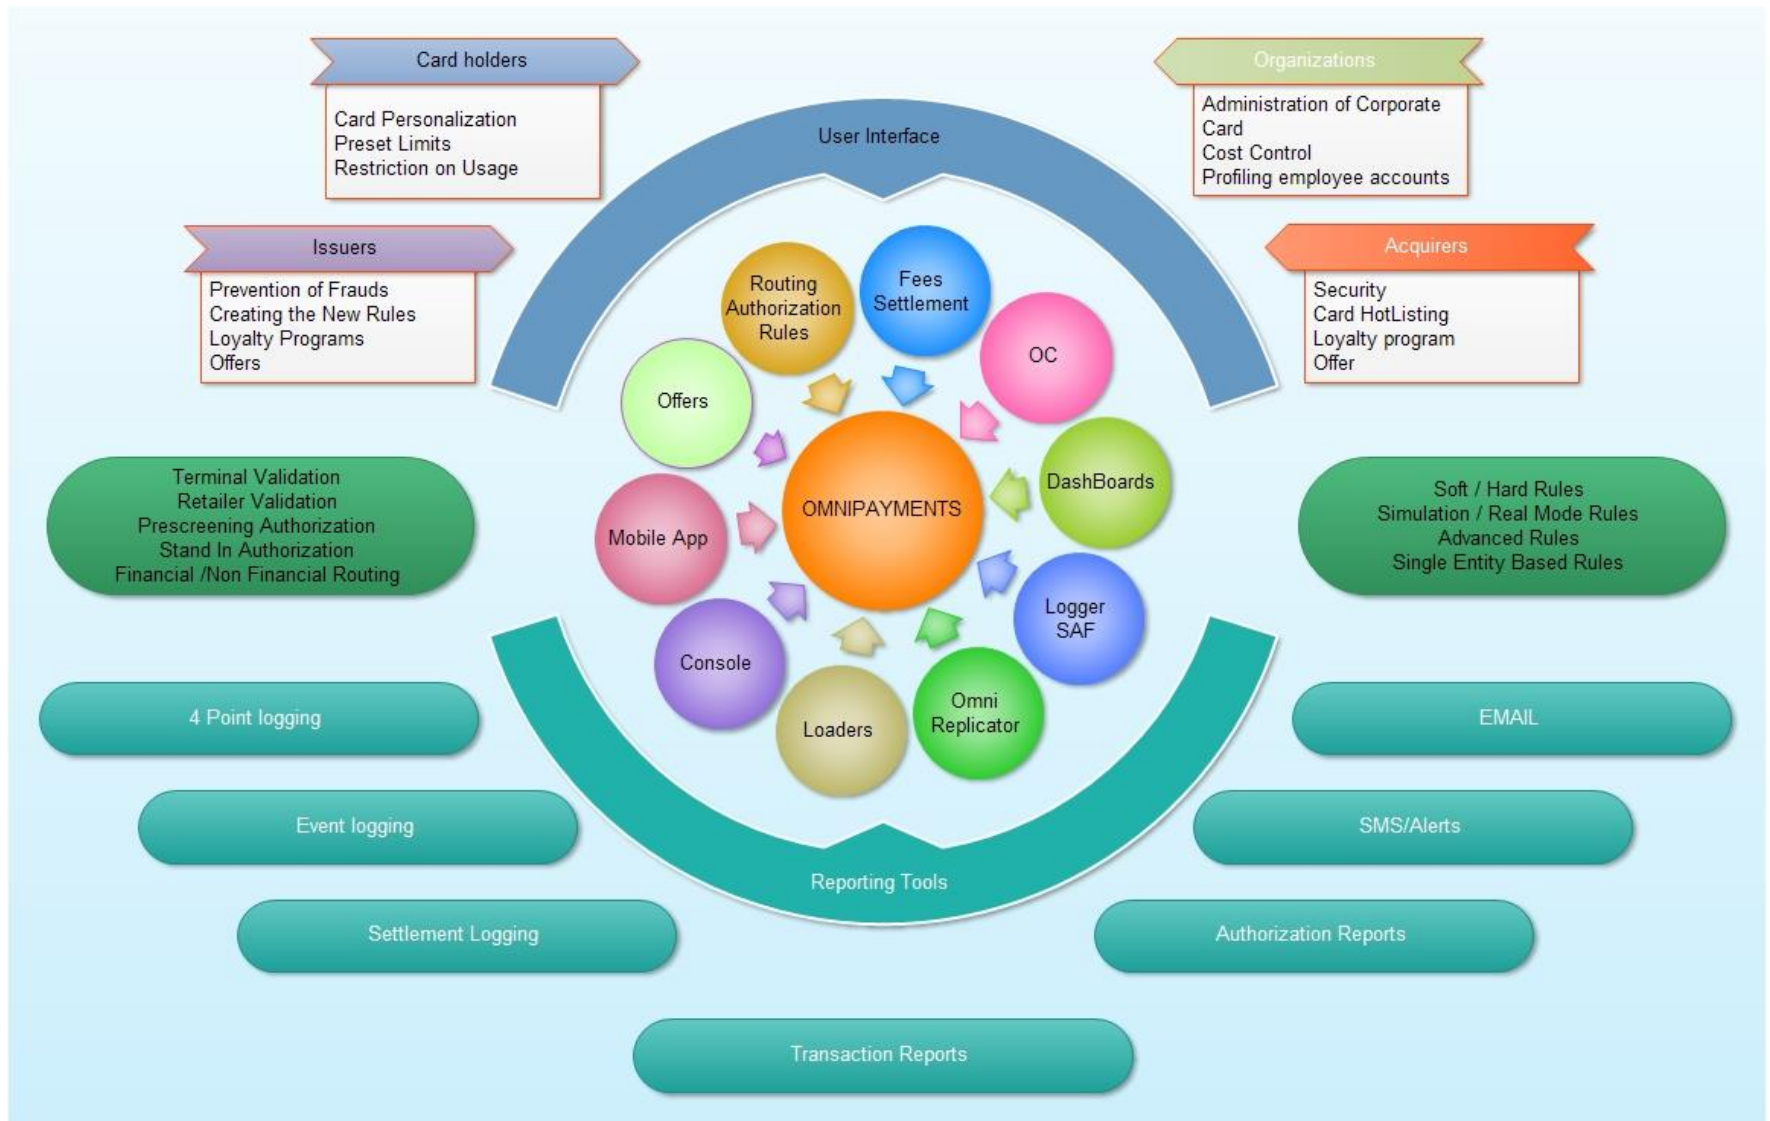 Card holders
Card Personalization
Preset Limits
Restriction on Usage
Organizations
Administration of Corporate
Card
Cost Control
Profiling employee accounts
User Interface
Issuers
Prevention of Frauds
Creating the New Rules
Loyalty Programs
Offers
Acquirers
Security
Card HotListing
Loyalty program
Offer
Routing
Authorization
Rules
Fees
Settlement
OC
Offers
DashBoards
OMNIPAYMENTS
Mobile App
Logger
SAF
Console
Omni
Replicator
Loaders
Terminal Validation
Retailer Validation
Prescreening Authorization
Stand In Authorization
Financial /Non Financial Routing
Soft / Hard Rules
Simulation / Real Mode Rules
Advanced Rules
Single Entity Based Rules
4 Point logging
EMAIL
Event logging
SMS/Alerts
Reporting Tools
Settlement Logging
Authorization Reports
Transaction Reports